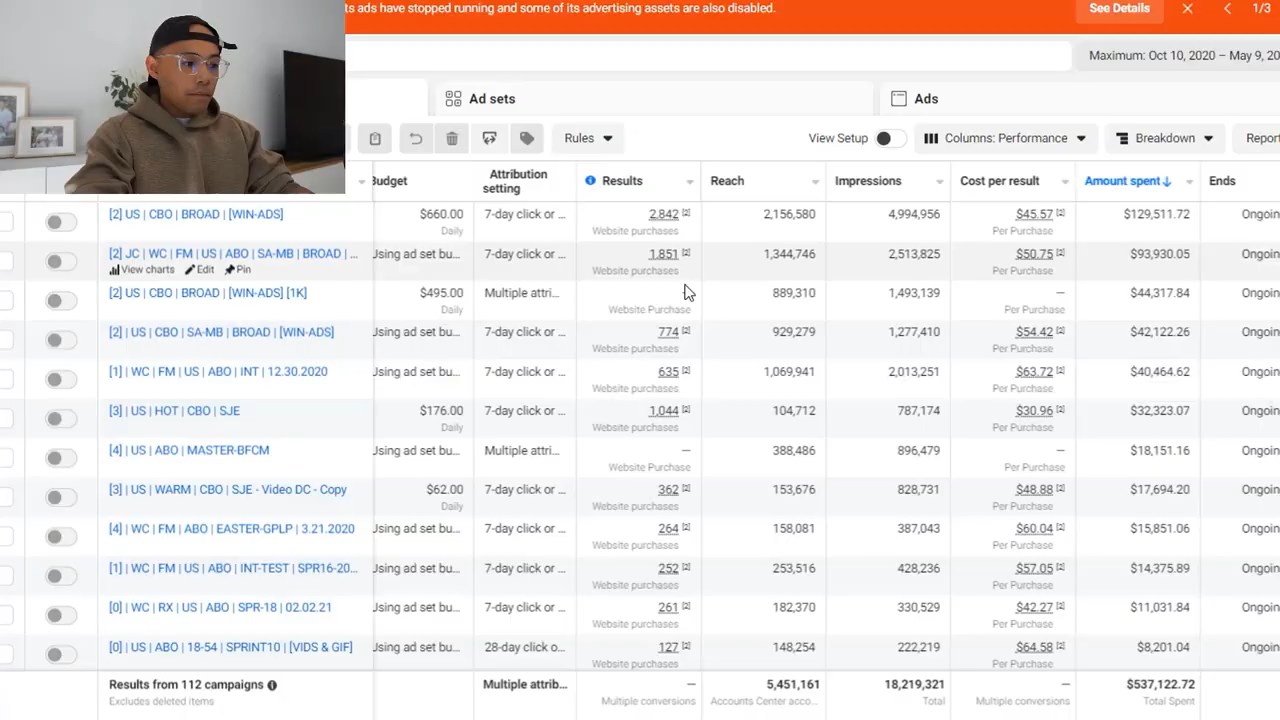 ts ads have stopped running and some of its advertising assets are also disabled.
See Details
1/3
Maximum: Oct 10, 2020 – May 9, 20
Ad sets
Ads
Rules
View Setup
Columns: Performance
Breakdown
Report
Budget
Attribution setting
Results
Reach
Impressions
Cost per result
Amount spent↓
Ends
[2] US | CBO | BROAD | [WIN-ADS] $660.00 7-day click or ... 2,842 [2] 2,156,580 4,994,956 $45.57 [2] $129,511.72 Ongoin
Daily Website purchases Per Purchase
[2] JC | WC | FM | US | ABO | SA-MB | BROAD | ... Using ad set bu... 7-day click or ... 1,851 [2] 1,344,746 2,513,825 $50.75 [2] $93,930.05 Ongoin
View charts Edit Pin Website purchases Per Purchase
[2] US | CBO | BROAD | [WIN-ADS] [1K] $495.00 Multiple attri... 889,310 1,493,139 — $44,317.84 Ongoin
Daily Website Purchase Per Purchase
[2] | US | CBO | SA-MB | BROAD | [WIN-ADS] Using ad set bu... 7-day click or ... 774 [2] 929,279 1,277,410 $54.42 [2] $42,122.26 Ongoin
Website purchases Per Purchase
[1] | WC | FM | US | ABO | INT | 12.30.2020 Using ad set bu... 7-day click or ... 635 [2] 1,069,941 2,013,251 $63.72 [2] $40,464.62 Ongoin
Website purchases Per Purchase
[3] | US | HOT | CBO | SJE $176.00 7-day click or ... 1,044 [2] 104,712 787,174 $30.96 [2] $32,323.07 Ongoin
Daily Website purchases Per Purchase
[4] | US | ABO | MASTER-BFCM Using ad set bu... Multiple attri... — 388,486 896,479 — $18,151.16 Ongoin
Website Purchase Per Purchase
[3] | US | WARM | CBO | SJE - Video DC - Copy $62.00 7-day click or ... 362 [2] 153,676 828,731 $48.88 [2] $17,694.20 Ongoin
Daily Website purchases Per Purchase
[4] | WC | FM | ABO | EASTER-GPLP | 3.21.2020 Using ad set bu... 7-day click or ... 264 [2] 158,081 387,043 $60.04 [2] $15,851.06 Ongoin
Website purchases Per Purchase
[1] | WC | FM | US | ABO | INT-TEST | SPR16-20... Using ad set bu... 7-day click or ... 252 [2] 253,516 428,236 $57.05 [2] $14,375.89 Ongoin
Website purchases Per Purchase
[0] | WC | RX | US | ABO | SPR-18 | 02.02.21 Using ad set bu... 7-day click or ... 261 [2] 182,370 330,529 $42.27 [2] $11,031.84 Ongoin
Website purchases Per Purchase
[0] | US | ABO | 18-54 | SPRINT10 | [VIDS & GIF] Using ad set bu... 28-day click o... 127 [2] 148,254 222,219 $64.58 [2] $8,201.04 Ongoin
Website purchases Per Purchase
Results from 112 campaigns Multiple attrib... — 5,451,161 18,219,321 — $537,122.72
Excludes deleted items Multiple conversions Accounts Center acco... Total Multiple conversions Total Spent